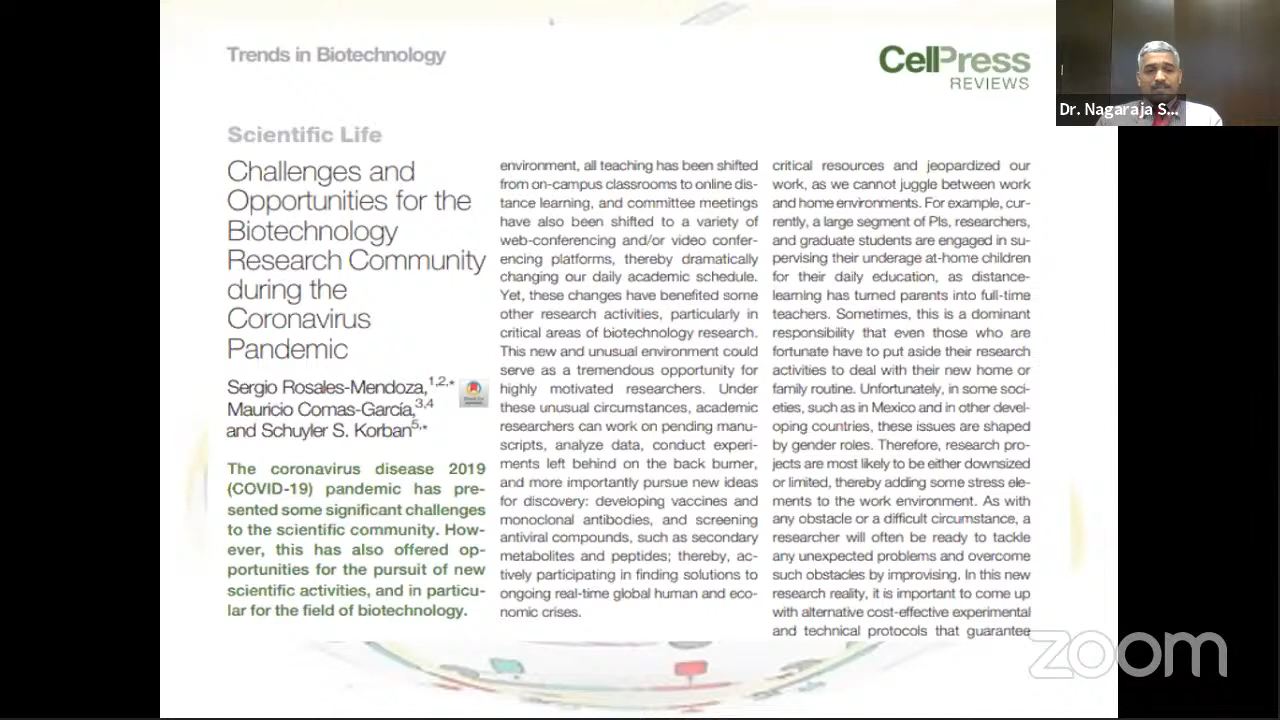 Trends in Biotechnology
CellPress
REVIEWS
Dr. Nagaraja S...
Scientific Life
Challenges and
Opportunities for the
Biotechnology
Research Community
during the
Coronavirus
Pandemic
Sergio Rosales-Mendoza,1,2,*
Mauricio Comas-García,3,4
and Schuyler S. Korban5,*
The coronavirus disease 2019
(COVID-19) pandemic has pre-
sented some significant challenges
to the scientific community. How-
ever, this has also offered op-
portunities for the pursuit of new
scientific activities, and in particu-
lar for the field of biotechnology.
environment, all teaching has been shifted
from on-campus classrooms to online dis-
tance learning, and committee meetings
have also been shifted to a variety of
web-conferencing and/or video confer-
encing platforms, thereby dramatically
changing our daily academic schedule.
Yet, these changes have benefited some
other research activities, particularly in
critical areas of biotechnology research.
This new and unusual environment could
serve as a tremendous opportunity for
highly motivated researchers. Under
these unusual circumstances, academic
researchers can work on pending manu-
scripts, analyze data, conduct experi-
ments left behind on the back burner,
and more importantly pursue new ideas
for discovery: developing vaccines and
monoclonal antibodies, and screening
antiviral compounds, such as secondary
metabolites and peptides; thereby, ac-
tively participating in finding solutions to
ongoing real-time global human and eco-
nomic crises.
critical resources and jeopardized our
work, as we cannot juggle between work
and home environments. For example, cur-
rently, a large segment of PIs, researchers,
and graduate students are engaged in su-
pervising their underage at-home children
for their daily education, as distance-
learning has turned parents into full-time
teachers. Sometimes, this is a dominant
responsibility that even those who are
fortunate have to put aside their research
activities to deal with their new home or
family routine. Unfortunately, in some soci-
eties, such as in Mexico and in other devel-
oping countries, these issues are shaped
by gender roles. Therefore, research pro-
jects are most likely to be either downsized
or limited, thereby adding some stress ele-
ments to the work environment. As with
any obstacle or a difficult circumstance, a
researcher will often be ready to tackle
any unexpected problems and overcome
such obstacles by improvising. In this new
research reality, it is important to come up
with alternative cost-effective experimental
and technical protocols that guarantee
zoom